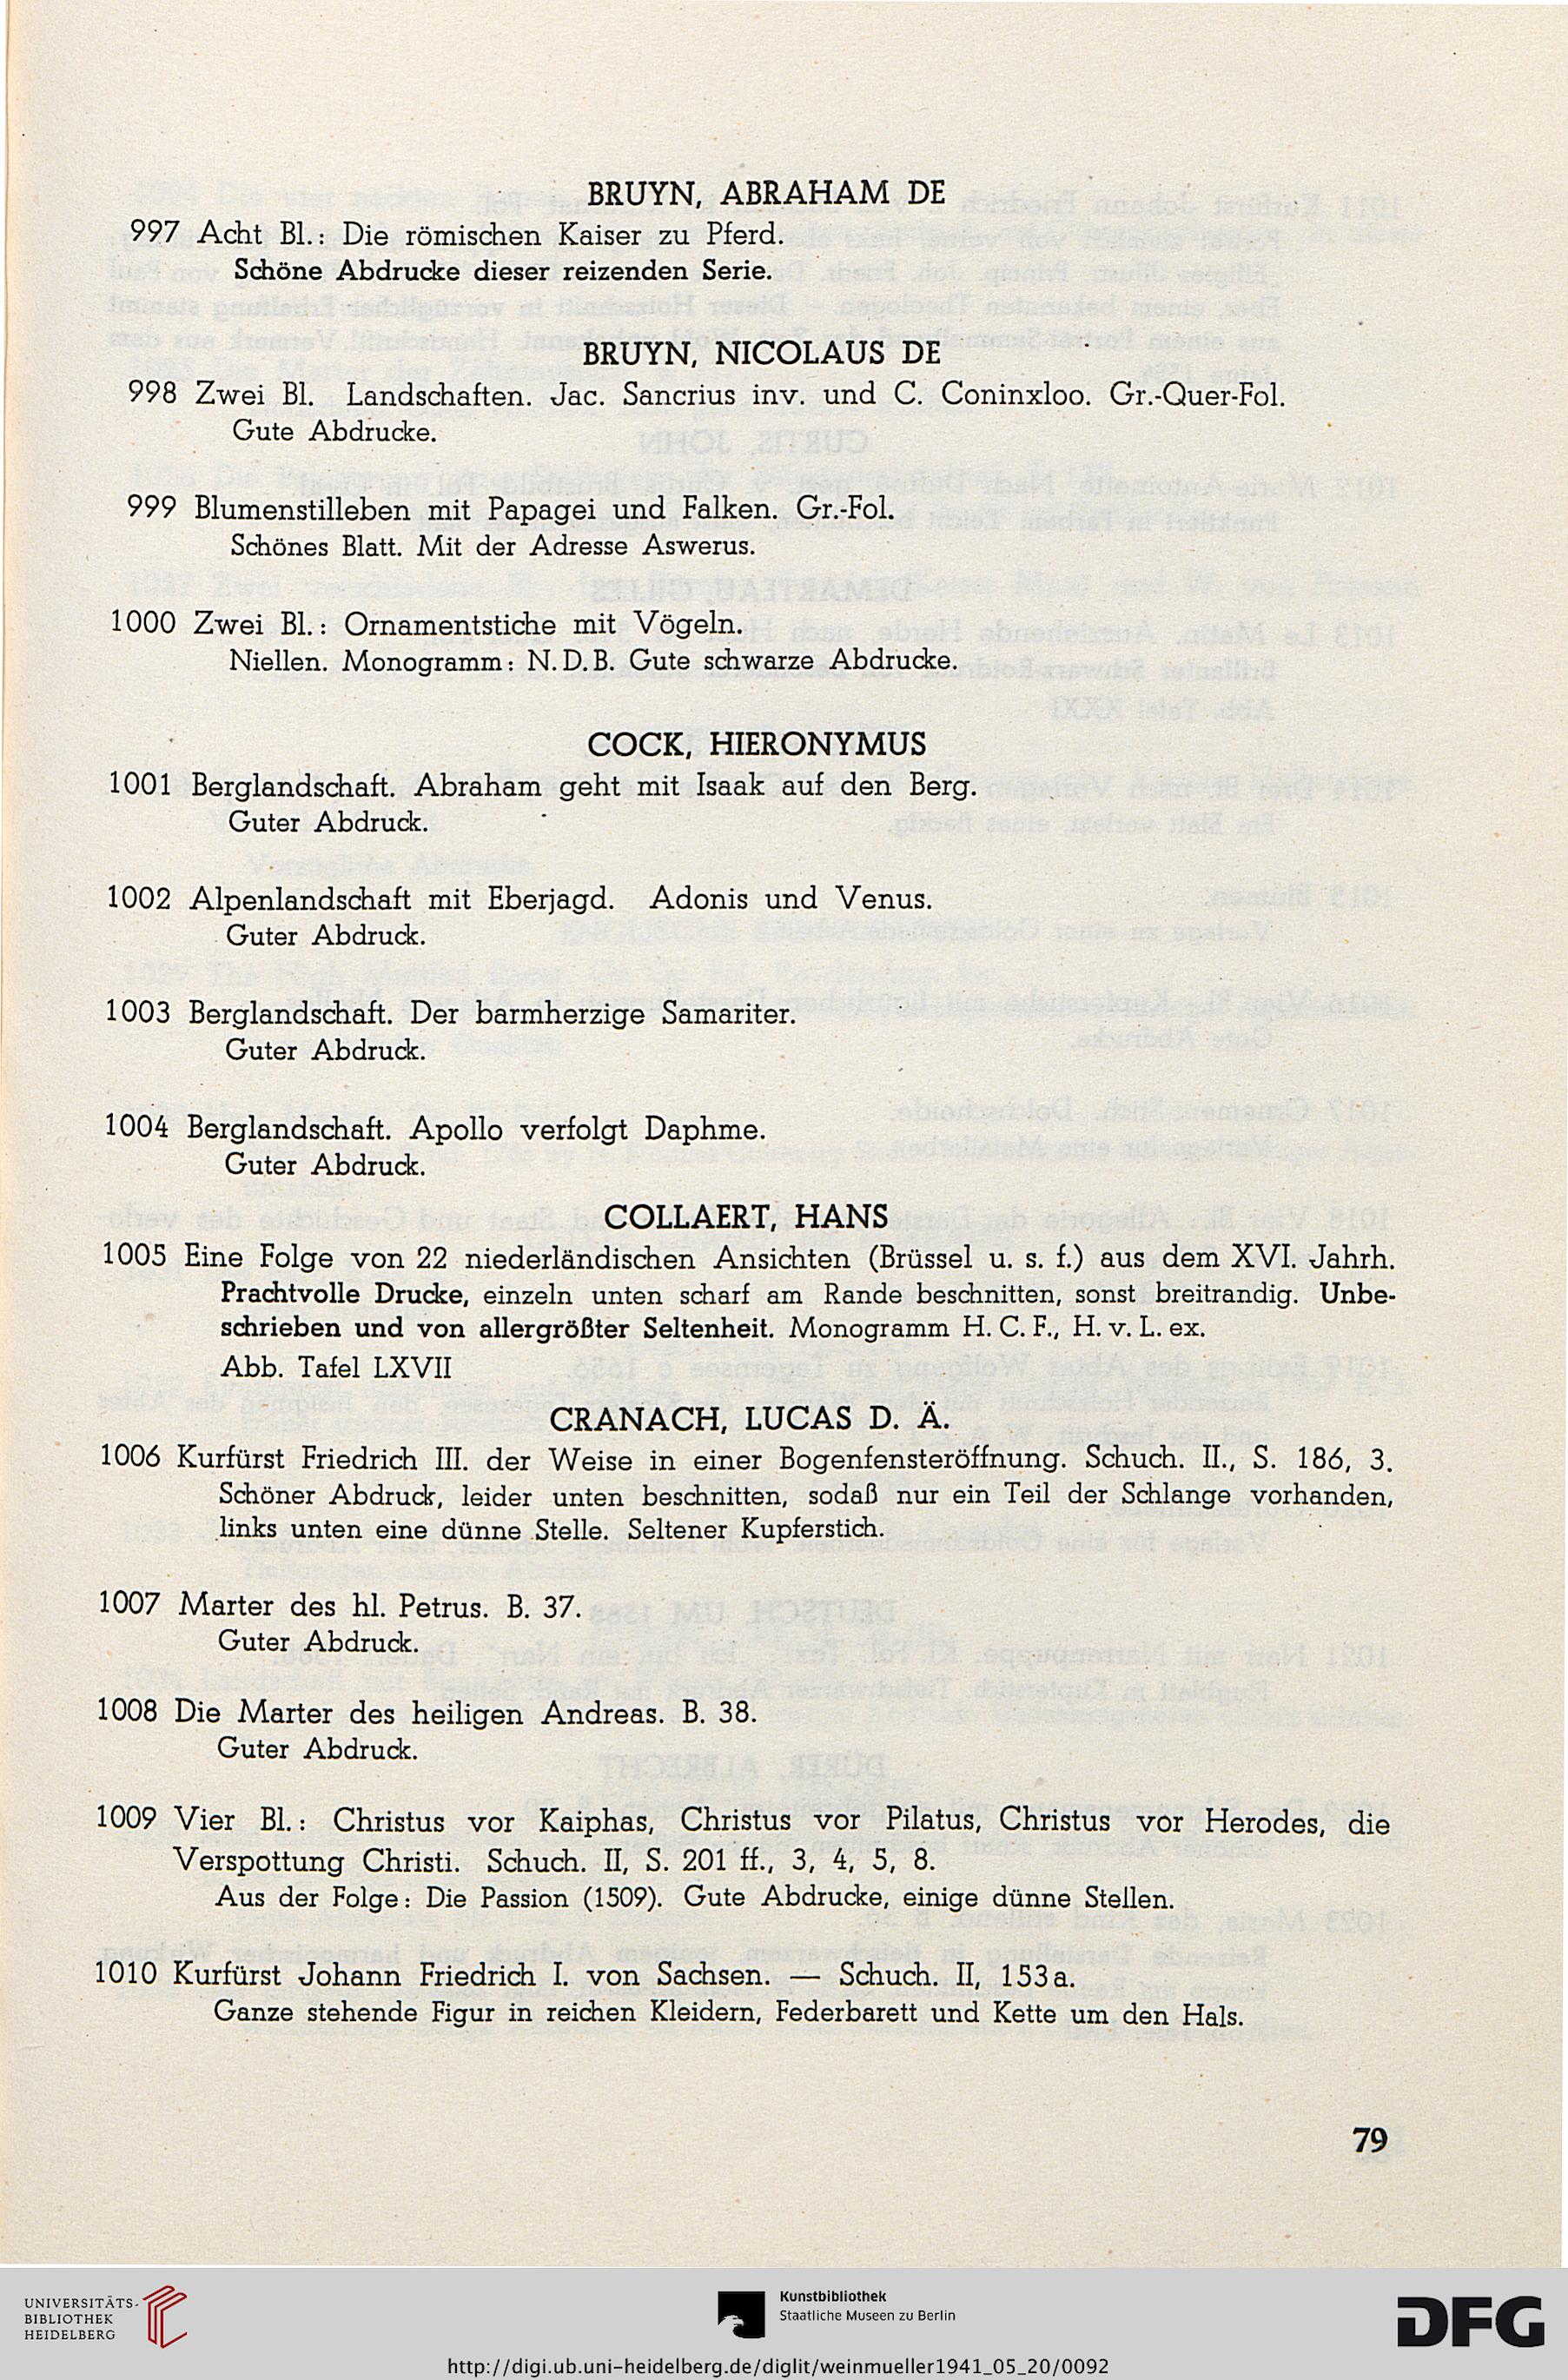 BRUYN, ABRAHAM DE
997 Acht Bl.: Die römischen Kaiser zu Pferd.
Schöne Abdrucke dieser reizenden Serie.
BRUYN, NICOLAUS DE
998 Zwei Bl. Landschaften. Jac. Sancrius inv. und C. Coninxloo. Gr.-Quer-Fol.
Gute Abdrucke.
999 Blumenstilleben mit Papagei und Falken. Gr.-Fol.
Schönes Blatt. Mit der Adresse Aswerus.
1000 Zwei Bl.: Ornamentstiche mit Vögeln.
Niellen. Monogramm: N. D. B. Gute schwarze Abdrucke.
COCK, HIERONYMUS
1001 Berglandschaft. Abraham geht mit Isaak auf den Berg.
Guter Abdruck.
1002 Alpenlandschaft mit Eberjagd. Adonis und Venus.
Guter Abdruck.
1003 Berglandschaft. Der barmherzige Samariter.
Guter Abdruck.
1004 Berglandschaft. Apollo verfolgt Daphme.
Guter Abdruck.
COLLAERT, HANS
1005 Eine Folge von 22 niederländischen Ansichten (Brüssel u. s. f.) aus dem XVI. Jahrh.
Prachtvolle Drucke, einzeln unten scharf am Rande beschnitten, sonst breitrandig. Unbe-
schrieben und von allergrößter Seltenheit. Monogramm H. C. F., H. v. L. ex.
Abb. Tafel LXVII
CRANACH, LUCAS D. Ä.
1006 Kurfürst Friedrich III. der Weise in einer Bogenfensteröffnung. Schuch. II., S. 186, 3.
Schöner Abdruck, leider unten beschnitten, sodaß nur ein Teil der Schlange vorhanden,
links unten eine dünne Stelle. Seltener Kupferstich.
1007 Marter des hl. Petrus. B. 37.
Guter Abdruck.
1008 Die Marter des heiligen Andreas. B. 38.
Guter Abdruck.
1009 Vier Bl.: Christus vor Kaiphas, Christus vor Pilatus, Christus vor Herodes, die
Verspottung Christi. Schuch. II, S. 201 ff., 3, 4, 5, 8.
Aus der Folge: Die Passion (1509). Gute Abdrucke, einige dünne Stellen.
1010 Kurfürst Johann Friedrich I. von Sachsen. — Schuch. II, 153 a.
Ganze stehende Figur in reichen Kleidern, Federbarett und Kette um den Hals.
79
UNIVERSITÄTS-
BIBLIOTHEK
HEIDELBERG
Kunstbibliothek
Staatliche Museen zu Berlin
DFG
http://digi.ub.uni-heidelberg.de/diglit/weinmueller1941_05_20/0092